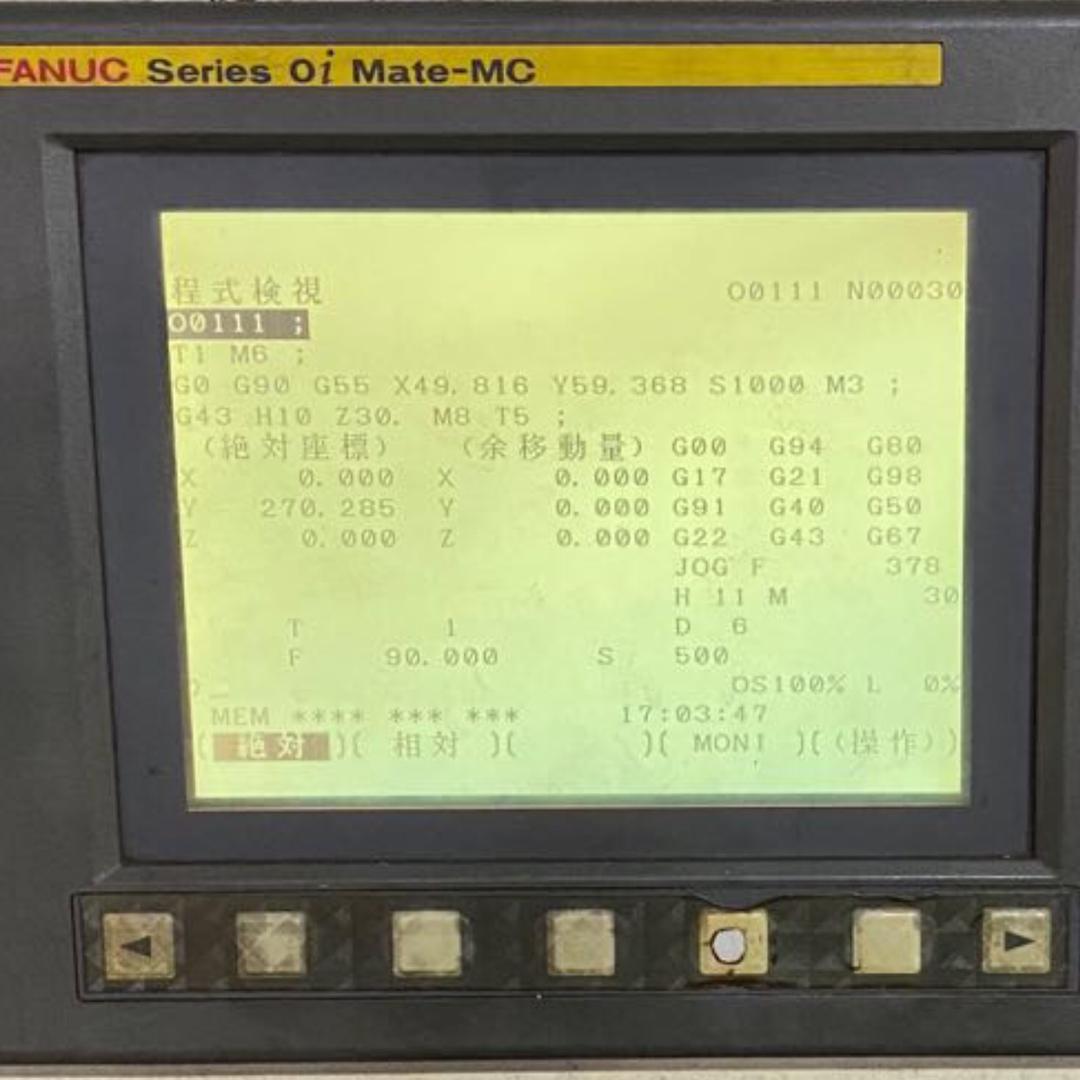 FANUC Series 0i Mate-MC
程式検視 O0111 N00030
O0111 ;
T1 M6 ;
G0 G90 G55 X49.816 Y59.368 S1000 M3 ;
G43 H10 Z30. M8 T5 ;
(絶対座標) (余移動量) G00 G94 G80
X 0.000 X 0.000 G17 G21 G98
Y 270.285 Y 0.000 G91 G40 G50
Z 0.000 Z 0.000 G22 G43 G67
JOG F 378
H 11 M 30
T 1 D 6
F 90.000 S 500
>_
OS100% L 0%
MEM **** *** *** 17:03:47
( 絶対 )( 相対 )( )( MONI )( (操作) )